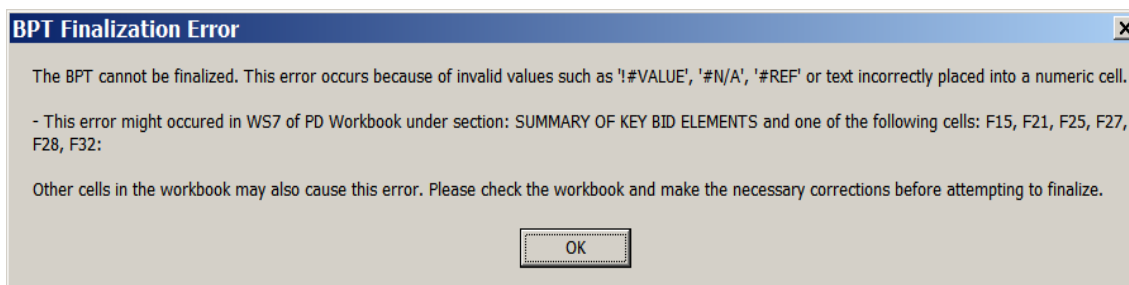 BPT Finalization Error
The BPT cannot be finalized. This error occurs because of invalid values such as '!#VALUE', '#N/A', '#REF' or text incorrectly placed into a numeric cell.
- This error might occured in WS7 of PD Workbook under section: SUMMARY OF KEY BID ELEMENTS and one of the following cells: F15, F21, F25, F27,
F28, F32:
Other cells in the workbook may also cause this error. Please check the workbook and make the necessary corrections before attempting to finalize.
OK